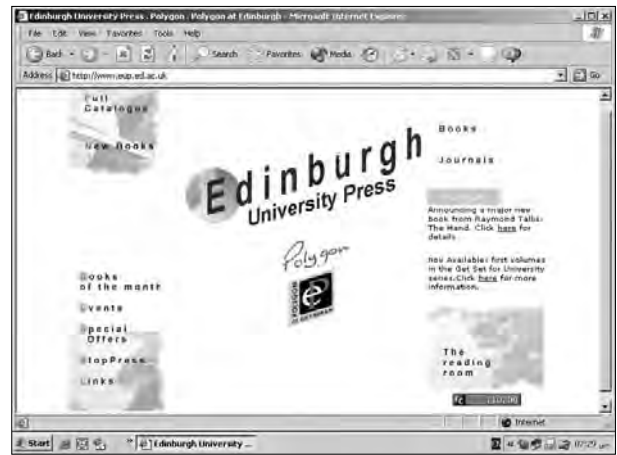 Edinburgh University Press . Polygon . Polygon at Edinburgh - Microsoft Internet Explorer
File Edit View Favorites Tools Help
Back Search Favorites Media
Address http://www.eup.ed.ac.uk Go
Full
Catalogue
New Books
Edinburgh
University Press
Polygon
POLYGON
Books
of the month
Events
Special
Offers
StopPress
Links
Books
Journals
Announcing a major new
book from Raymond Tallis:
The Hand. Click here for
details
Now Available: first volumes
in the Get Set for University
series.Click here for more
information.
The
reading
room
Internet
Start Edinburgh University ...